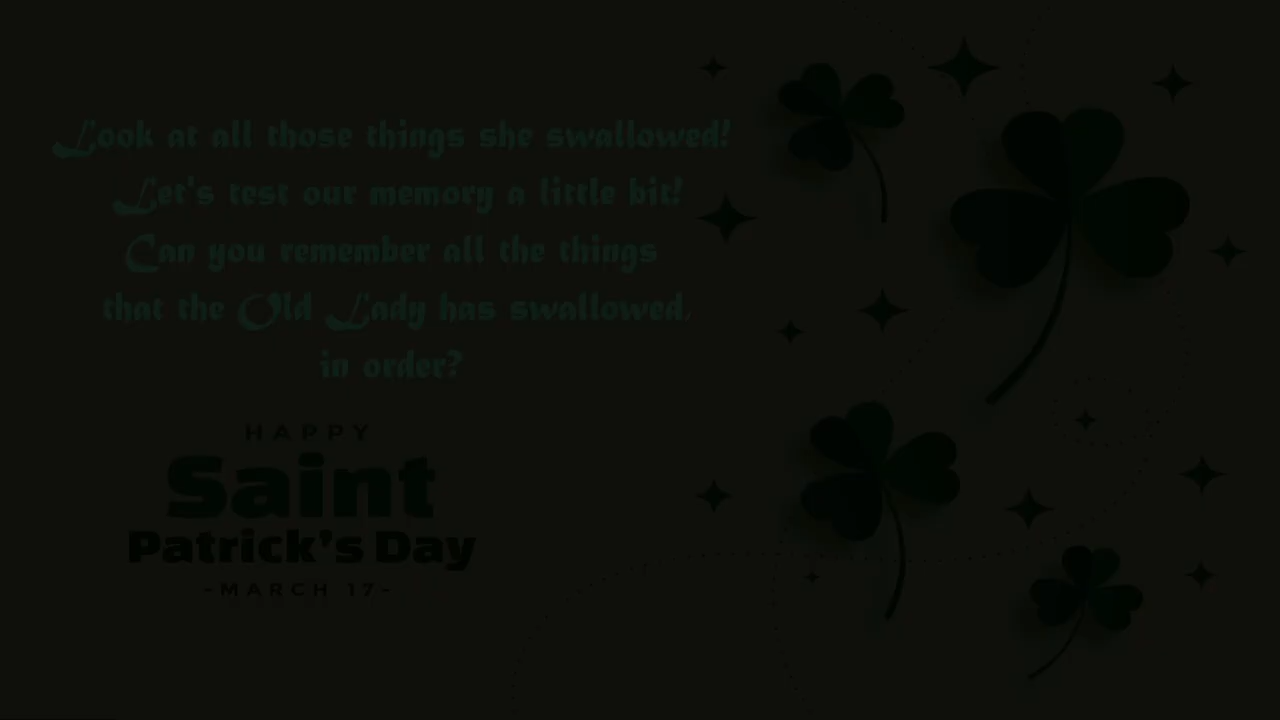 Look at all those things she swallowed!
Let's test our memory a little bit!
Can you remember all the things
that the Old Lady has swallowed,
in order?
HAPPY
Saint
Patrick's Day
-MARCH 17-